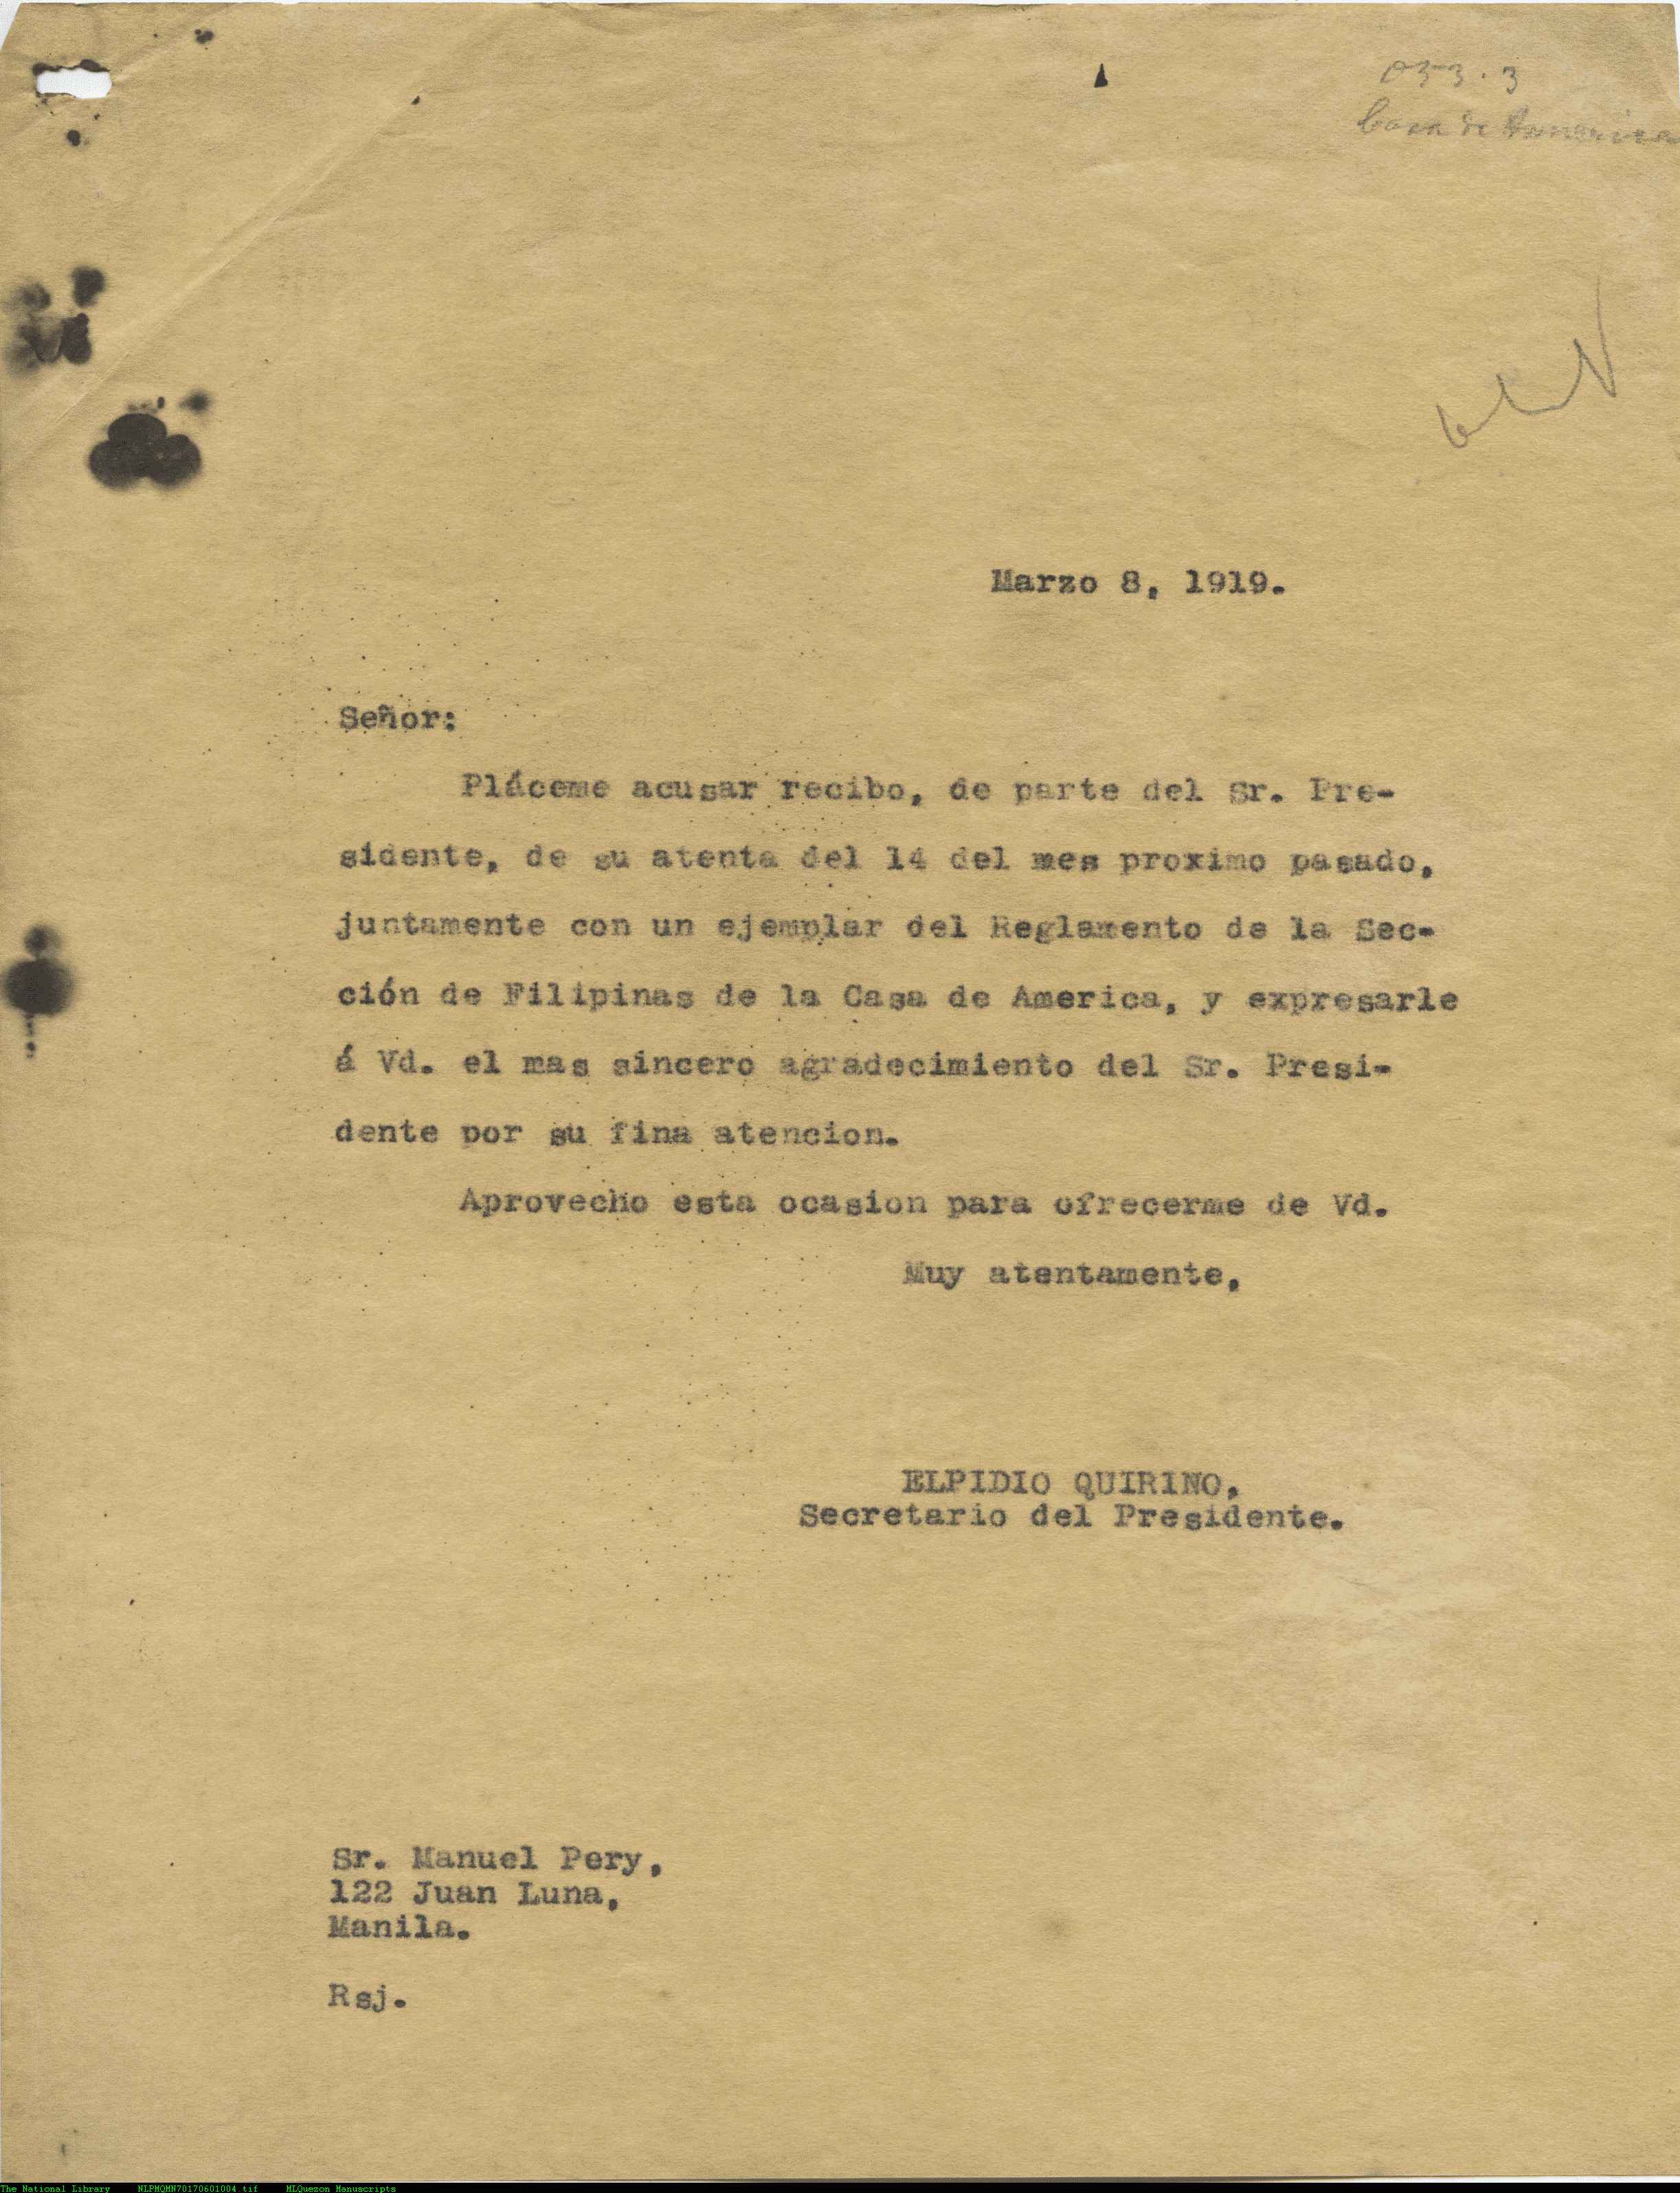 033.3
Casa de America
Marzo 8, 1919.
Señor:
Pláceme acusar recibo, de parte del Sr. Pre-
sidente, de su atenta del 14 del mes proximo pasado,
juntamente con un ejemplar del Reglamento de la Sec-
ción de Filipinas de la Casa de America, y expresarle
á Vd. el mas sincero agradecimiento del Sr. Presi-
dente por su fina atencion.
Aprovecho esta ocasion para ofrecerme de Vd.
Muy atentamente,
ELPIDIO QUIRINO,
Secretario del Presidente.
Sr. Manuel Pery,
122 Juan Luna,
Manila.
Rsj.
The National Library NLPMQMN70170601004.tif MLQuezon Manuscripts